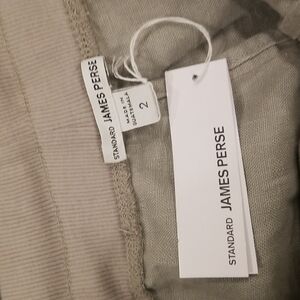 STANDARD JAMES PERSE
MADE IN
GUATEMALA
2
STANDARD JAMES PERSE